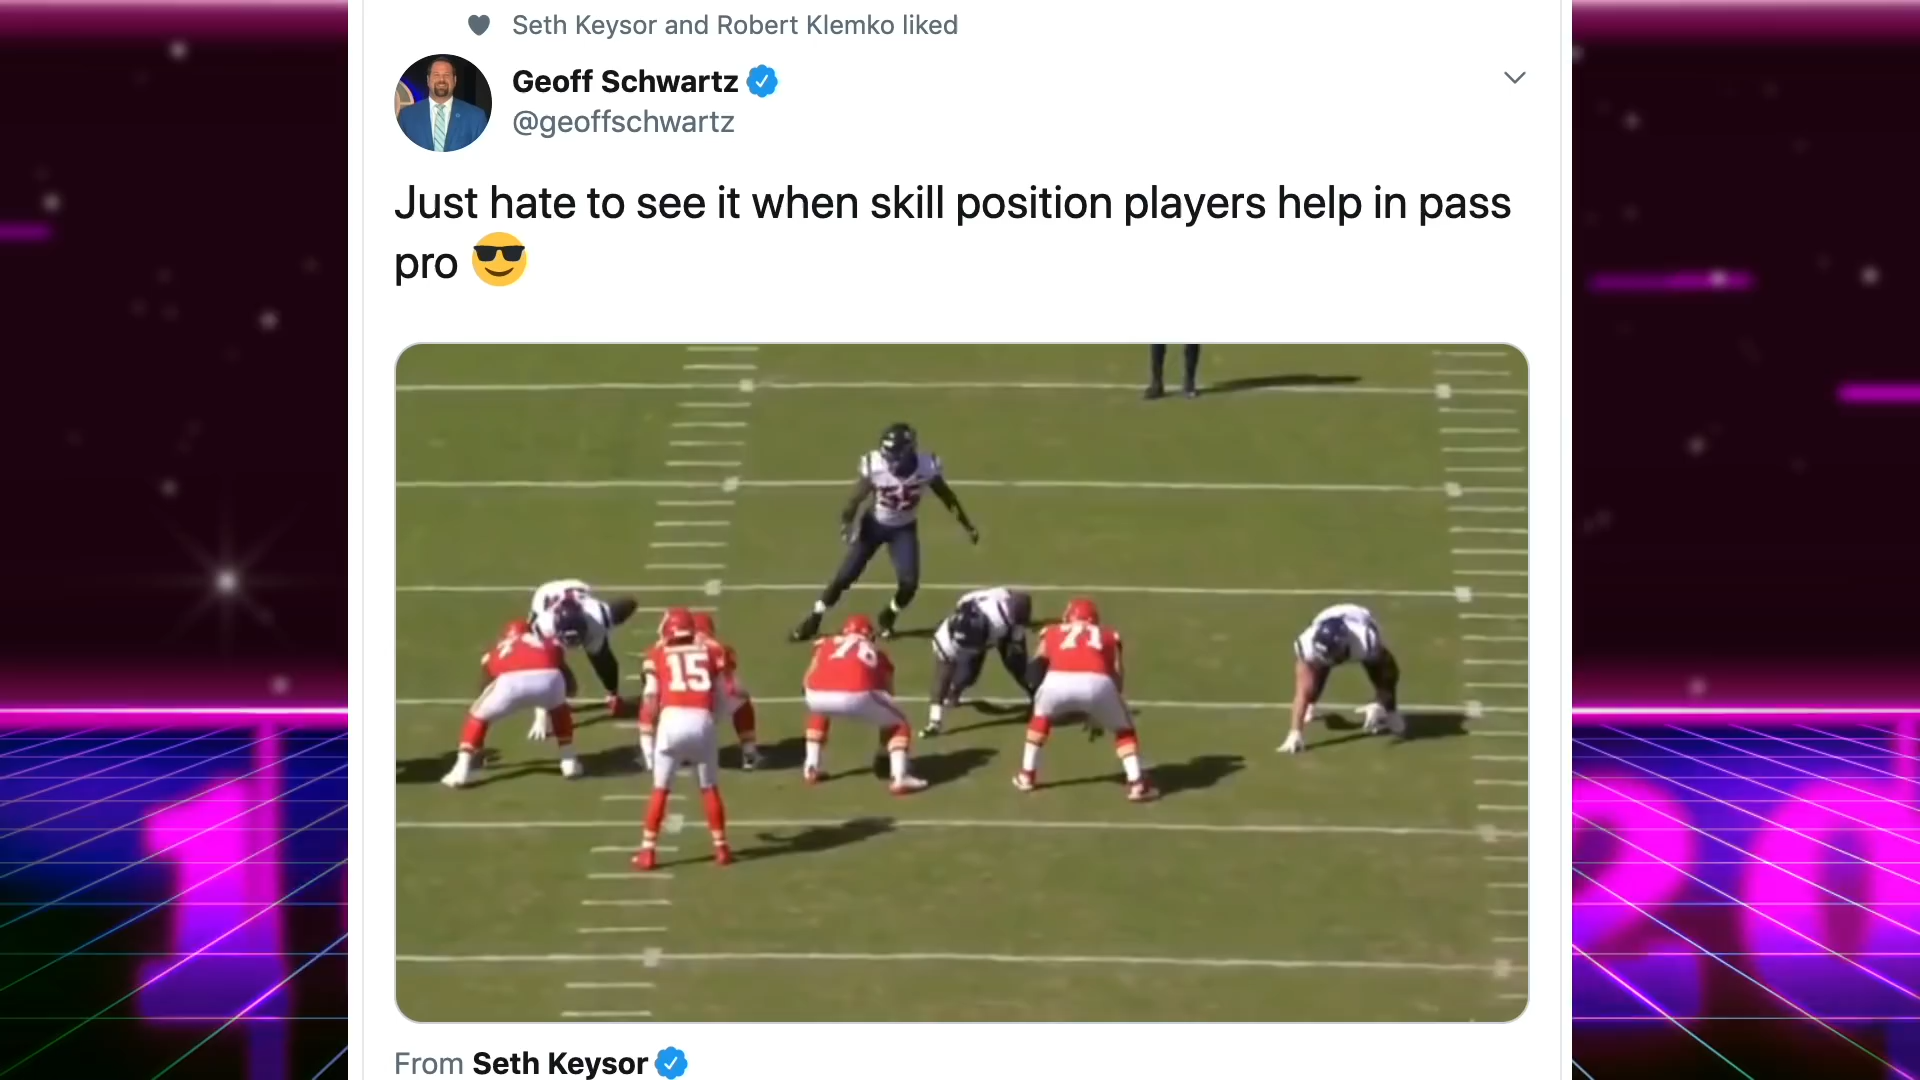 Seth Keysor and Robert Klemko liked
Geoff Schwartz
@geoffschwartz
Just hate to see it when skill position players help in pass
pro 😎
55
15
76
71
From Seth Keysor